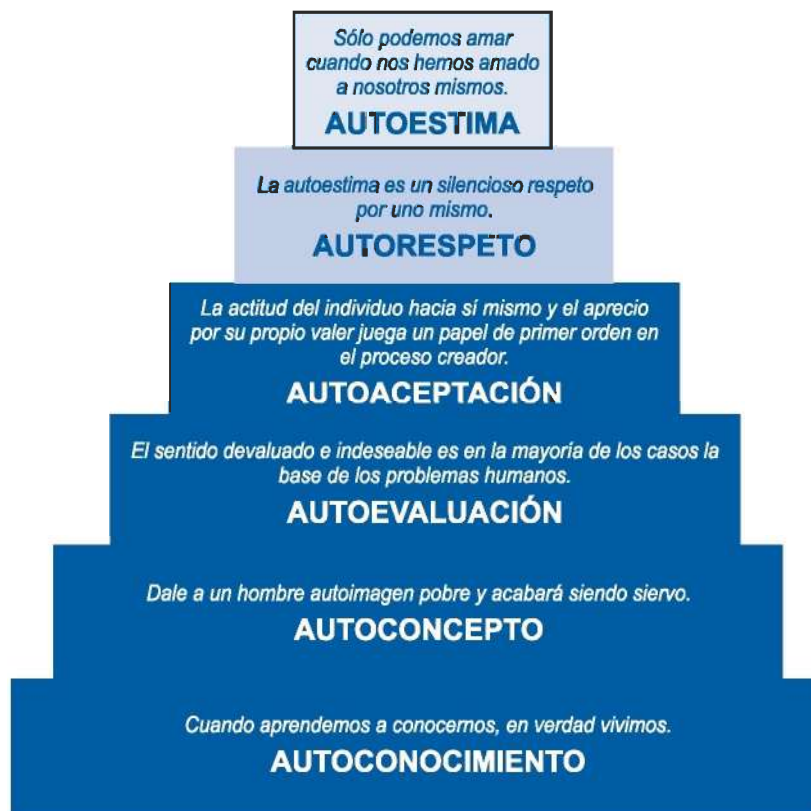 Sólo podemos amar
cuando nos hemos amado
a nosotros mismos.
AUTOESTIMA
La autoestima es un silencioso respeto
por uno mismo.
AUTORESPETO
La actitud del individuo hacia sí mismo y el aprecio
por su propio valer juega un papel de primer orden en
el proceso creador.
AUTOACEPTACIÓN
El sentido devaluado e indeseable es en la mayoría de los casos la
base de los problemas humanos.
AUTOEVALUACIÓN
Dale a un hombre autoimagen pobre y acabará siendo siervo.
AUTOCONCEPTO
Cuando aprendemos a conocernos, en verdad vivimos.
AUTOCONOCIMIENTO